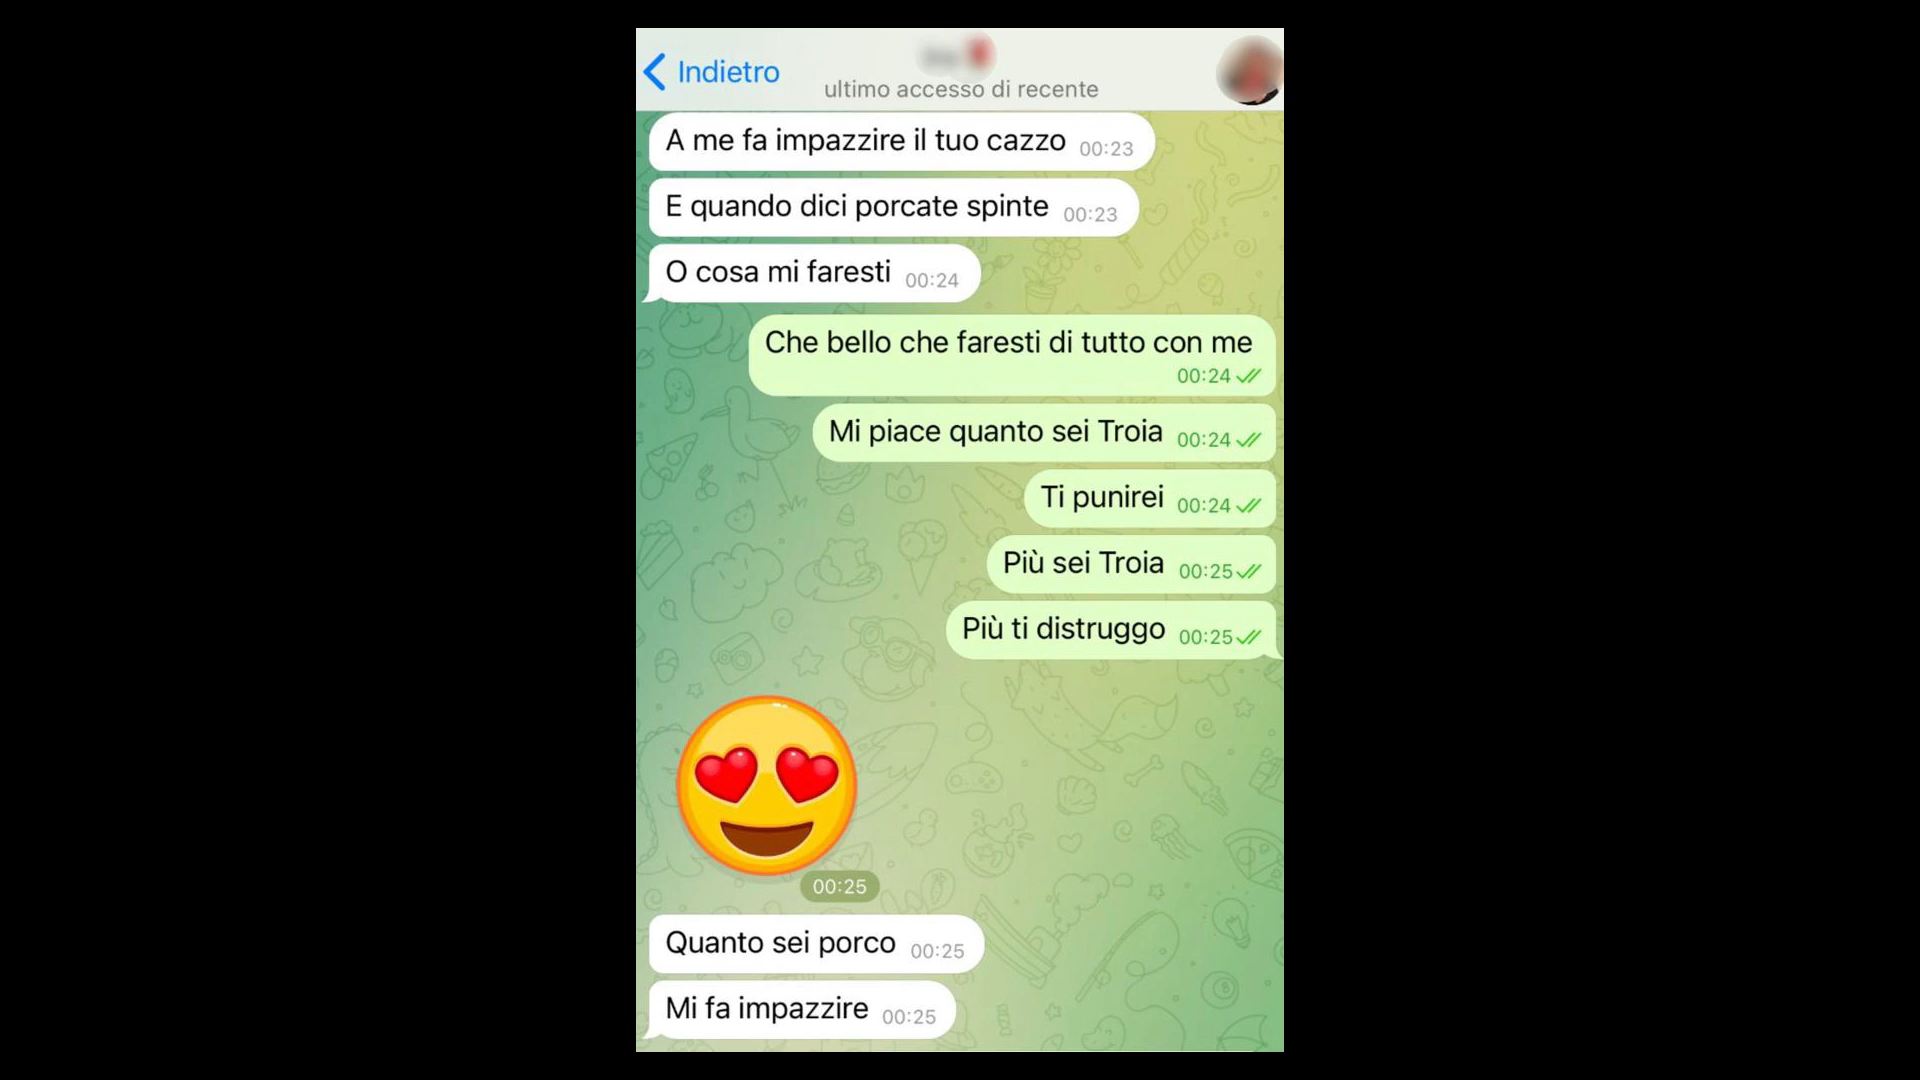 Indietro
ultimo accesso di recente
A me fa impazzire il tuo cazzo 00:23
E quando dici porcate spinte 00:23
O cosa mi faresti 00:24
Che bello che faresti di tutto con me
00:24
Mi piace quanto sei Troia 00:24
Ti punirei 00:24
Più sei Troia 00:25
Più ti distruggo 00:25
00:25
Quanto sei porco 00:25
Mi fa impazzire 00:25